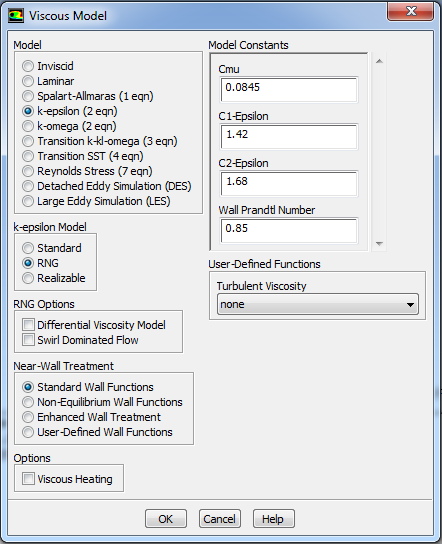 Viscous Model
Model
Inviscid
Laminar
Spalart-Allmaras (1 eqn)
k-epsilon (2 eqn)
k-omega (2 eqn)
Transition k-kl-omega (3 eqn)
Transition SST (4 eqn)
Reynolds Stress (7 eqn)
Detached Eddy Simulation (DES)
Large Eddy Simulation (LES)
k-epsilon Model
Standard
RNG
Realizable
RNG Options
Differential Viscosity Model
Swirl Dominated Flow
Near-Wall Treatment
Standard Wall Functions
Non-Equilibrium Wall Functions
Enhanced Wall Treatment
User-Defined Wall Functions
Options
Viscous Heating
Model Constants
Cmu
0.0845
C1-Epsilon
1.42
C2-Epsilon
1.68
Wall Prandtl Number
0.85
User-Defined Functions
Turbulent Viscosity
none
OK
Cancel
Help